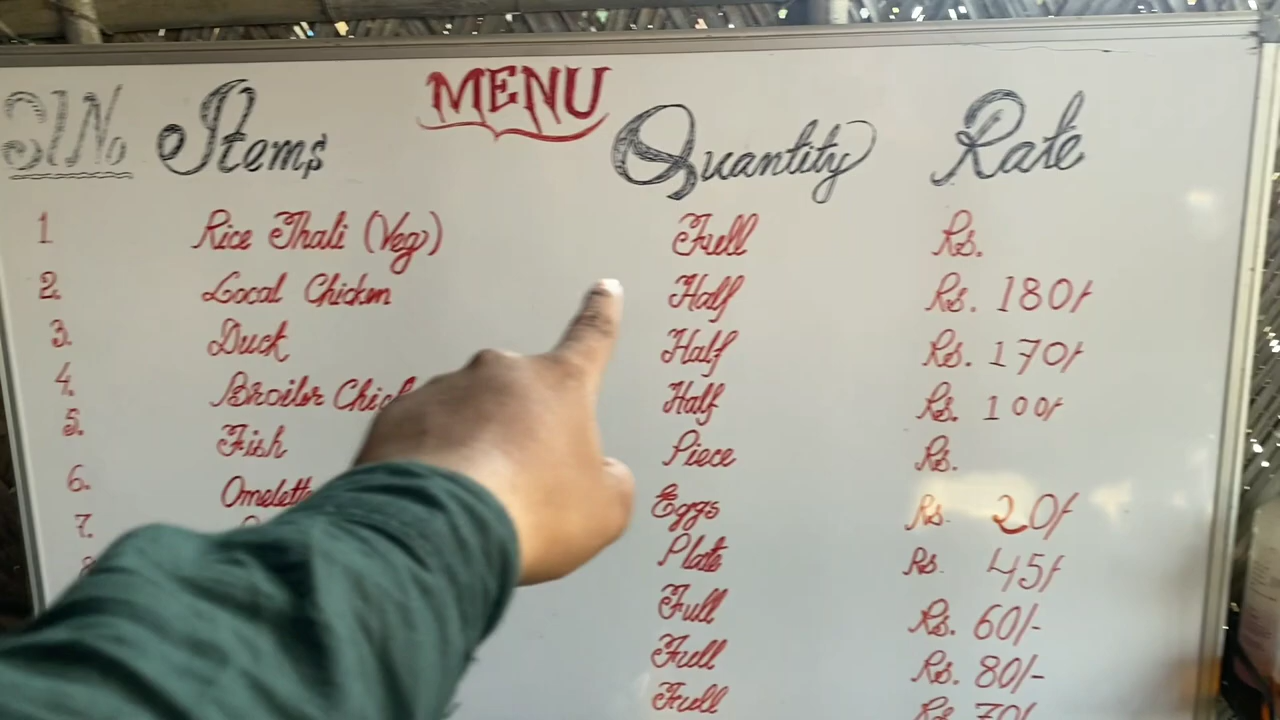 MENU
Sl No Items Quantity Rate
1 Rice Thali (Veg) Full Rs.
2. Local Chicken Half Rs. 180/-
3. Duck Half Rs. 170/-
4. Broiler Half Rs. 100/-
5. Fish Piece Rs.
6. Omelette Eggs Rs. 20/-
7. Plate Rs. 45/-
Full Rs. 60/-
Full Rs. 80/-
Full Rs. 70/-